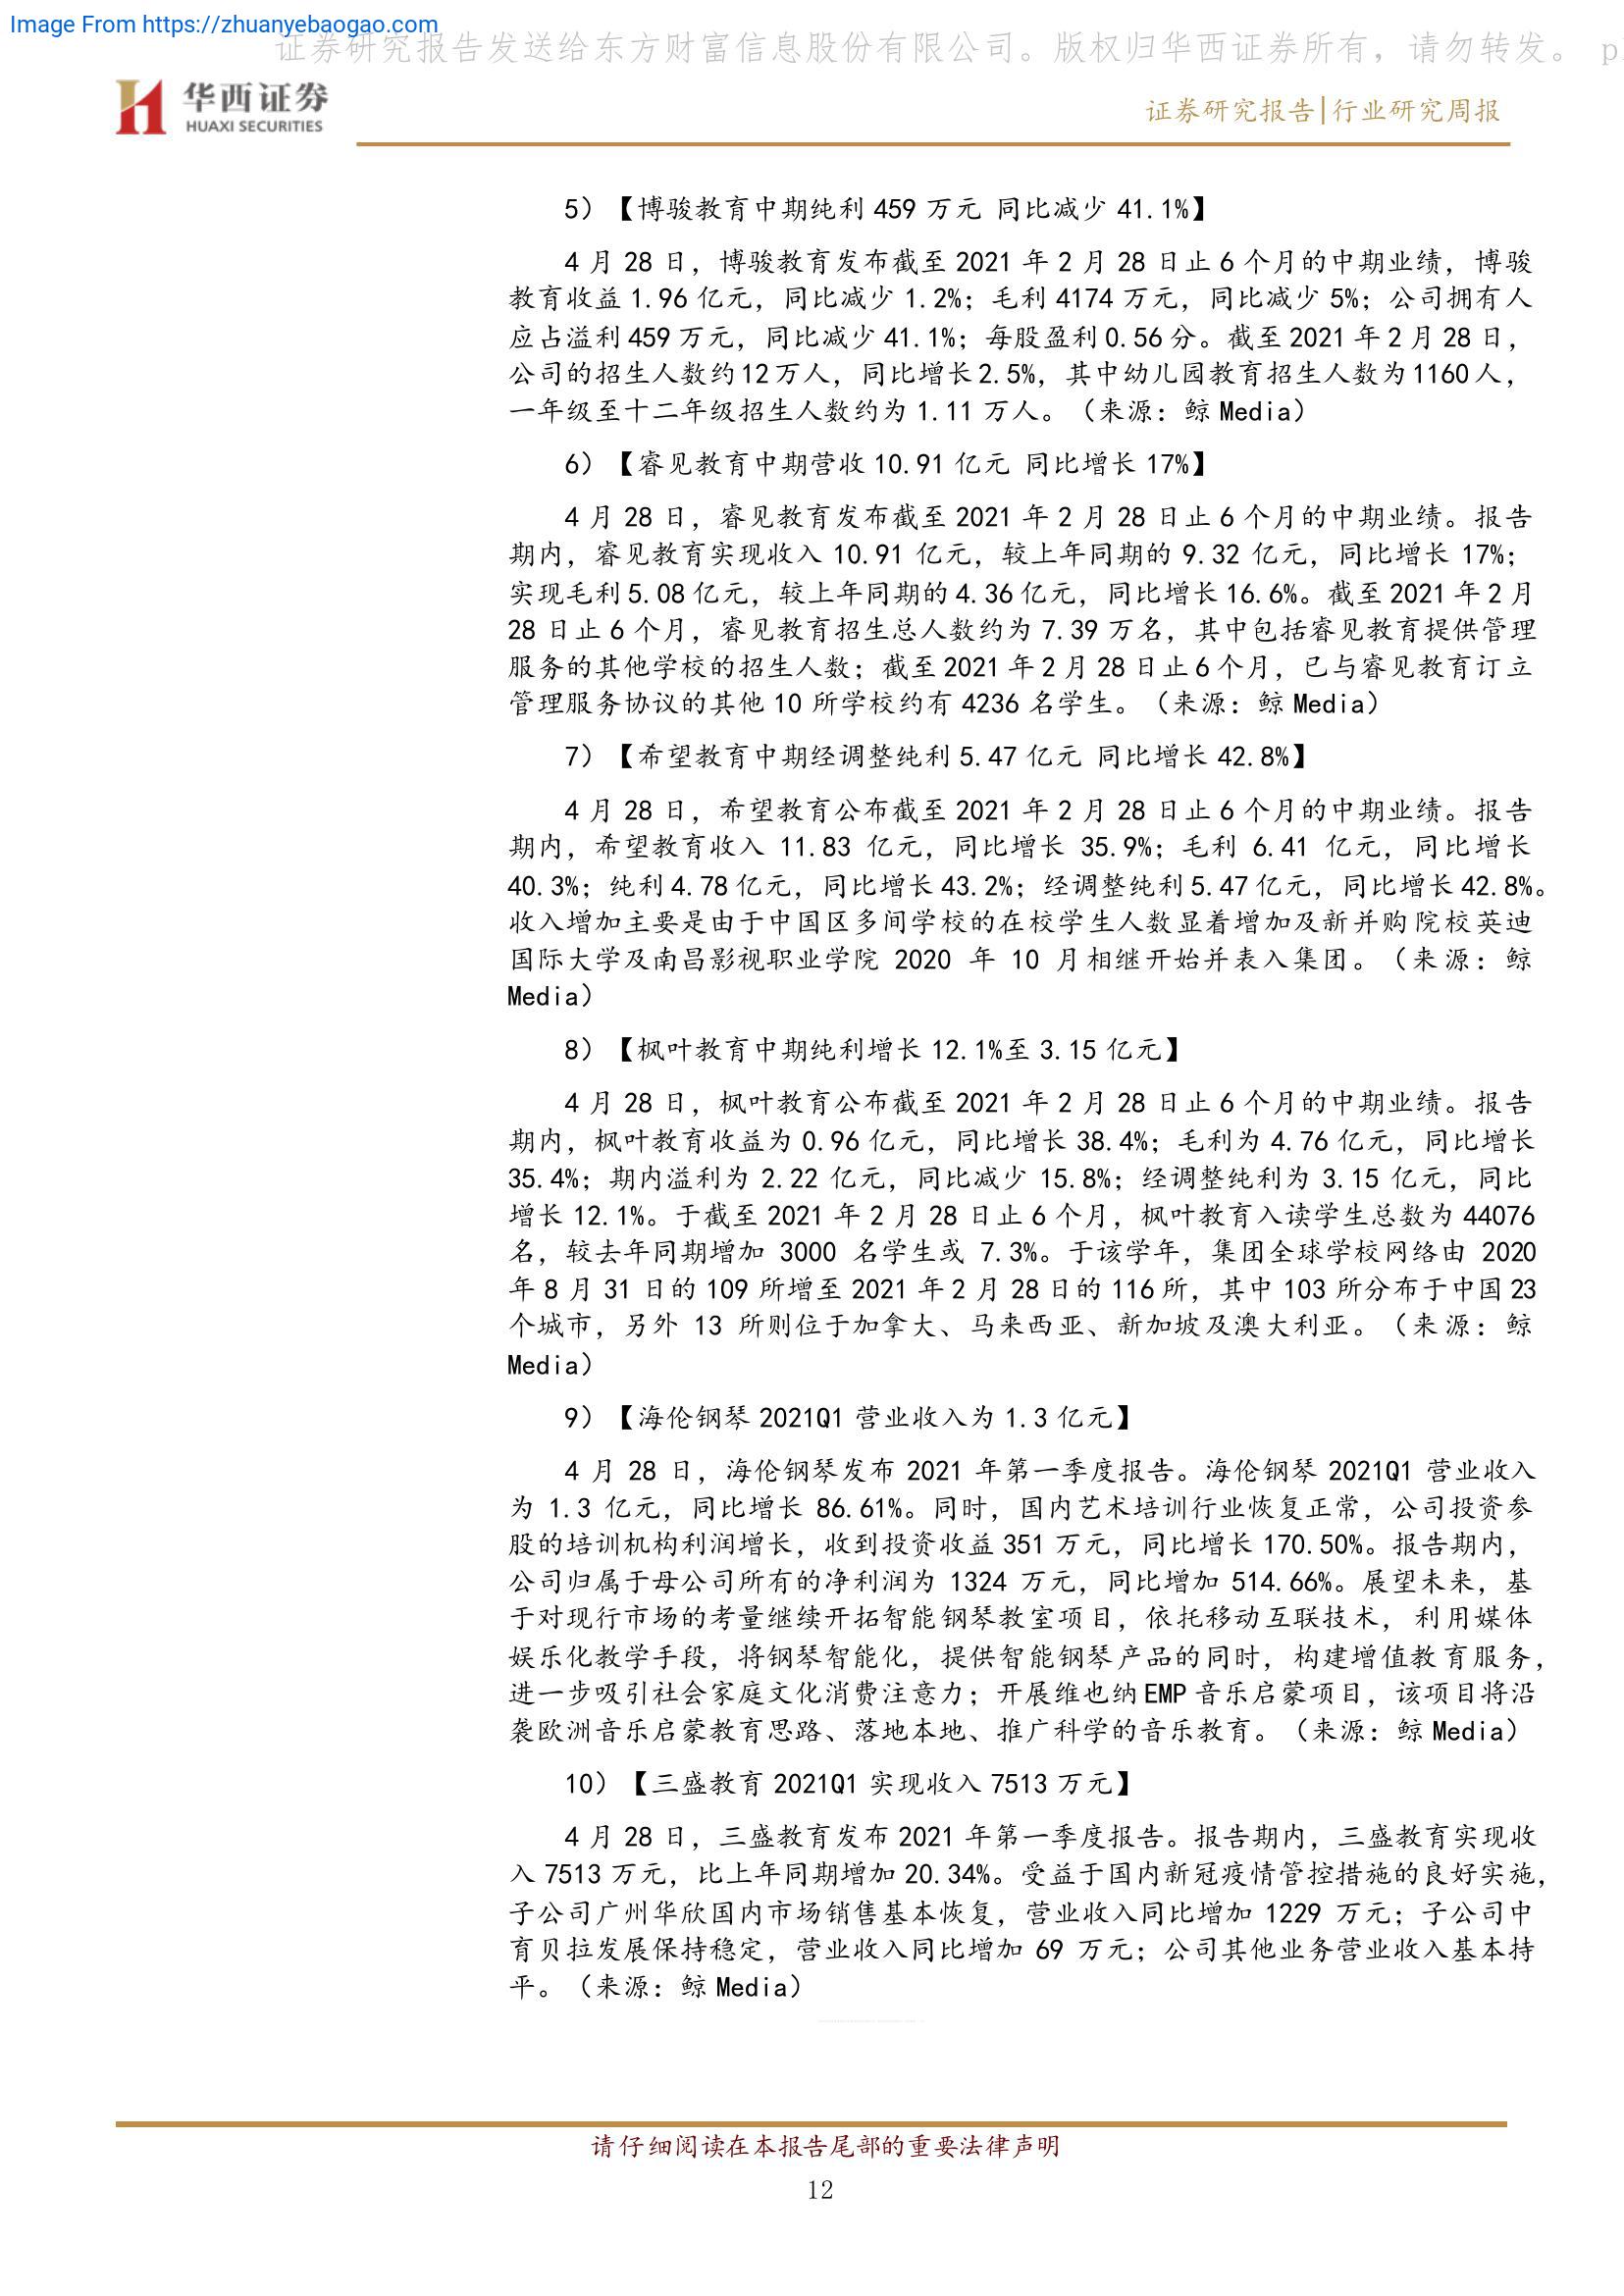 Image From https://zhuanyebaogao.com
证券研究报告发送给东方财富信息股份有限公司。版权归华西证券所有，请勿转发。 p
华西证券
HUAXI SECURITIES
证券研究报告|行业研究周报
5）【博骏教育中期纯利 459 万元 同比减少 41.1%】
4 月 28 日，博骏教育发布截至 2021 年 2 月 28 日止 6 个月的中期业绩，博骏
教育收益 1.96 亿元，同比减少 1.2%；毛利 4174 万元，同比减少 5%；公司拥有人
应占溢利 459 万元，同比减少 41.1%；每股盈利 0.56 分。截至 2021 年 2 月 28 日，
公司的招生人数约 12 万人，同比增长 2.5%，其中幼儿园教育招生人数为 1160 人，
一年级至十二年级招生人数约为 1.11 万人。（来源：鲸 Media）
6）【睿见教育中期营收 10.91 亿元 同比增长 17%】
4 月 28 日，睿见教育发布截至 2021 年 2 月 28 日止 6 个月的中期业绩。报告
期内，睿见教育实现收入 10.91 亿元，较上年同期的 9.32 亿元，同比增长 17%；
实现毛利 5.08 亿元，较上年同期的 4.36 亿元，同比增长 16.6%。截至 2021 年 2 月
28 日止 6 个月，睿见教育招生总人数约为 7.39 万名，其中包括睿见教育提供管理
服务的其他学校的招生人数；截至 2021 年 2 月 28 日止 6 个月，已与睿见教育订立
管理服务协议的其他 10 所学校约有 4236 名学生。（来源：鲸 Media）
7）【希望教育中期经调整纯利 5.47 亿元 同比增长 42.8%】
4 月 28 日，希望教育公布截至 2021 年 2 月 28 日止 6 个月的中期业绩。报告
期内，希望教育收入 11.83 亿元，同比增长 35.9%；毛利 6.41 亿元，同比增长
40.3%；纯利 4.78 亿元，同比增长 43.2%；经调整纯利 5.47 亿元，同比增长 42.8%。
收入增加主要是由于中国区多间学校的在校学生人数显着增加及新并购院校英迪
国际大学及南昌影视职业学院 2020 年 10 月相继开始并表入集团。（来源：鲸
Media）
8）【枫叶教育中期纯利增长 12.1%至 3.15 亿元】
4 月 28 日，枫叶教育公布截至 2021 年 2 月 28 日止 6 个月的中期业绩。报告
期内，枫叶教育收益为 0.96 亿元，同比增长 38.4%；毛利为 4.76 亿元，同比增长
35.4%；期内溢利为 2.22 亿元，同比减少 15.8%；经调整纯利为 3.15 亿元，同比
增长 12.1%。于截至 2021 年 2 月 28 日止 6 个月，枫叶教育入读学生总数为 44076
名，较去年同期增加 3000 名学生或 7.3%。于该学年，集团全球学校网络由 2020
年 8 月 31 日的 109 所增至 2021 年 2 月 28 日的 116 所，其中 103 所分布于中国 23
个城市，另外 13 所则位于加拿大、马来西亚、新加坡及澳大利亚。（来源：鲸
Media）
9）【海伦钢琴 2021Q1 营业收入为 1.3 亿元】
4 月 28 日，海伦钢琴发布 2021 年第一季度报告。海伦钢琴 2021Q1 营业收入
为 1.3 亿元，同比增长 86.61%。同时，国内艺术培训行业恢复正常，公司投资参
股的培训机构利润增长，收到投资收益 351 万元，同比增长 170.50%。报告期内，
公司归属于母公司所有的净利润为 1324 万元，同比增加 514.66%。展望未来，基
于对现行市场的考量继续开拓智能钢琴教室项目，依托移动互联技术，利用媒体
娱乐化教学手段，将钢琴智能化，提供智能钢琴产品的同时，构建增值教育服务，
进一步吸引社会家庭文化消费注意力；开展维也纳 EMP 音乐启蒙项目，该项目将沿
袭欧洲音乐启蒙教育思路、落地本地、推广科学的音乐教育。（来源：鲸 Media）
10）【三盛教育 2021Q1 实现收入 7513 万元】
4 月 28 日，三盛教育发布 2021 年第一季度报告。报告期内，三盛教育实现收
入 7513 万元，比上年同期增加 20.34%。受益于国内新冠疫情管控措施的良好实施，
子公司广州华欣国内市场销售基本恢复，营业收入同比增加 1229 万元；子公司中
育贝拉发展保持稳定，营业收入同比增加 69 万元；公司其他业务营业收入基本持
平。（来源：鲸 Media）
请仔细阅读在本报告尾部的重要法律声明
12